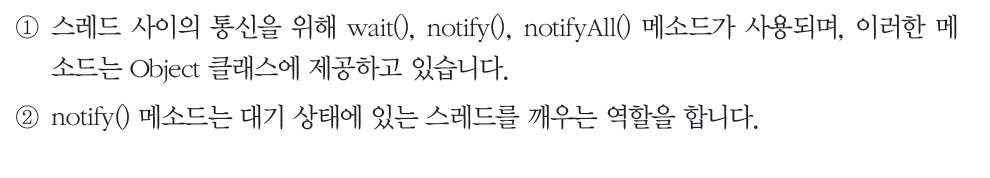 ① 스레드 사이의 통신을 위해 wait(), notify(), notifyAll() 메소드가 사용되며, 이러한 메
소드는 Object 클래스에 제공하고 있습니다.
② notify() 메소드는 대기 상태에 있는 스레드를 깨우는 역할을 합니다.